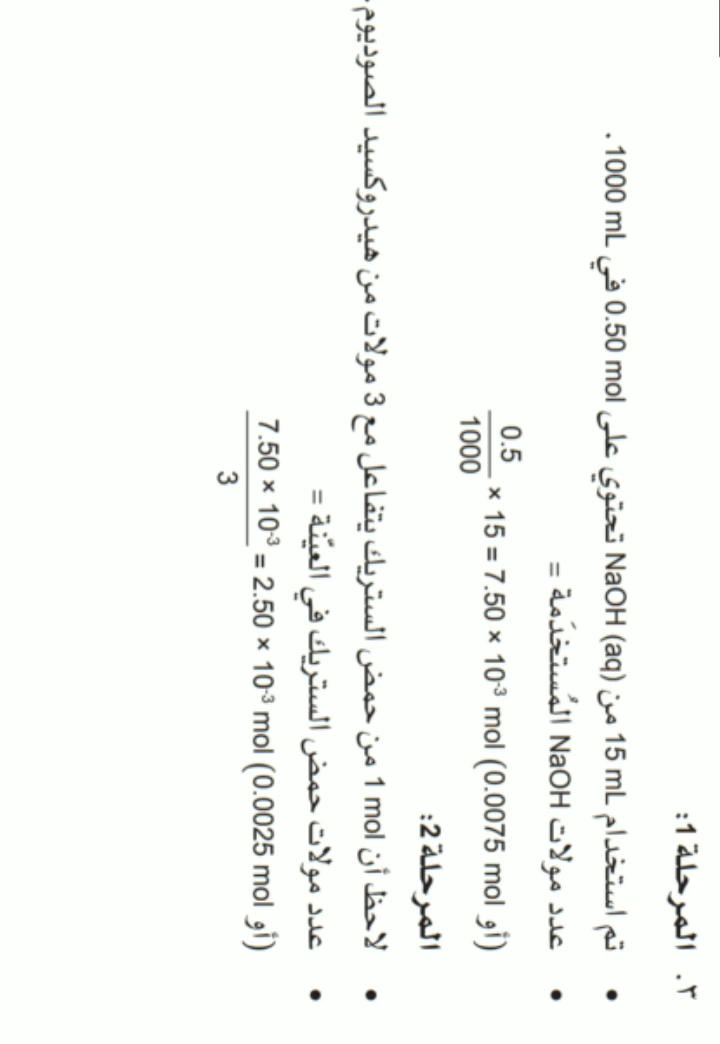 ٣. المرحلة 1:
• تم استخدام 15 mL من NaOH (aq) تحتوي على 0.50 mol في 1000 mL .
• عدد مولات NaOH المُستخدَمة =
0.5/1000 × 15 = 7.50 × 10⁻³ mol (أو 0.0075 mol)
المرحلة 2:
• لاحظ أن 1 mol من حمض الستريك يتفاعل مع 3 مولات من هيدروكسيد الصوديوم.
• عدد مولات حمض الستريك في العيّنة =
7.50 × 10⁻³/3 = 2.50 × 10⁻³ mol (أو 0.0025 mol)